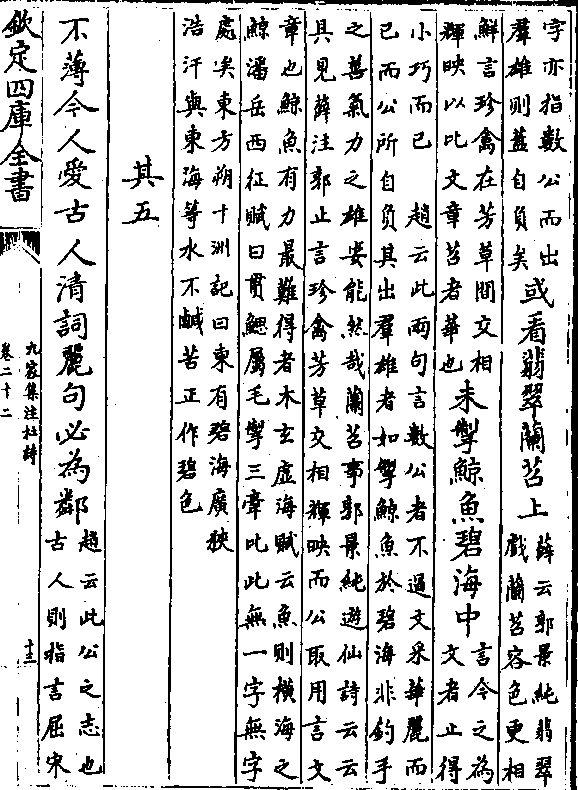 字亦指數公而出
羣雄則蓋自負矣
或看翡翠蘭苕上
薛云郭景純翡翠
戲蘭苕容色更相
鮮言珍禽在芳草間交相
輝映以比文章苕者華也
未掣鯨魚碧海中
言今之為
文者止得
小巧而已　趙云此兩句言數公者不過文采華麗而
已而公所自負其出羣雄者如掣鯨魚於碧海非釣手
之善氣力之雄安能然哉蘭苕事郭景純遊仙詩云云
具見薛注郭止言珍禽芳草交相輝映而公取用言文
章也鯨魚有力最難得者木玄虛海賦云魚則橫海之
鯨潘岳西征賦曰貫鰓屬毛掣三章比此無一字無字
處矣東方朔十洲記曰東有碧海廣狹
浩汗與東海等水不鹹苦正作碧色
其五
不薄今人愛古人清詞麗句必為鄰
趙云此公之志也
古人則指言屈宋
欽定四庫全書
九家集注杜詩
卷二十二
十三